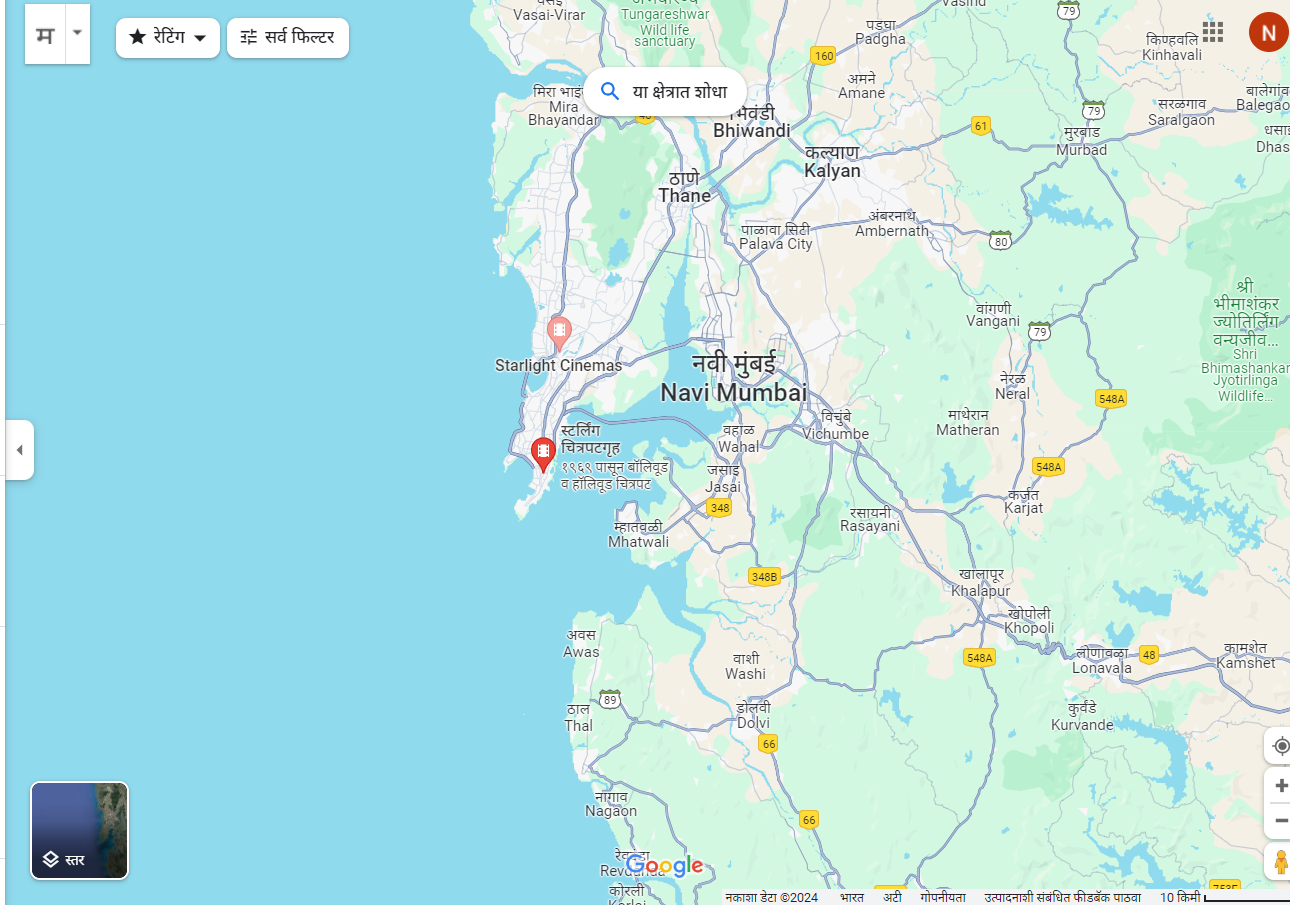 म
रेटिंग
सर्व फिल्टर
या क्षेत्रात शोधा
N
Vasai-Virar
Tungareshwar
Wild life
sanctuary
पडघा
Padgha
79
160
किण्हवलि
Kinhavali
अमने
Amane
मिरा भाइं
Mira
Bhayandar
भिवंडी
Bhiwandi
61
79
सरळगाव
Saralgaon
मुरबाड
Murbad
कल्याण
Kalyan
ठाणे
Thane
अंबरनाथ
Ambernath
पाळावा सिटी
Palava City
80
वांगणी
Vangani
79
श्री
भीमाशंकर
ज्योतिर्लिंग
वन्यजीव...
Shri
Bhimashankar
Jyotirlinga
Wildlife...
Starlight Cinemas
नवी मुंबई
Navi Mumbai
नेरळ
Neral
548A
माथेरान
Matheran
विचुंबे
Vichumbe
वहाळ
Wahal
स्टर्लिंग
चित्रपटगृह
१९६९ पासून बॉलिवूड
व हॉलिवूड चित्रपट
जसाई
Jasai
548A
कर्जत
Karjat
348
रसायनी
Rasayani
म्हातवळी
Mhatwali
348B
खालापूर
Khalapur
खोपोली
Khopoli
अवस
Awas
वाशी
Washi
548A
लोणावळा
Lonavala
48
कामशेत
Kamshet
89
ठाल
Thal
डोलवी
Dolvi
66
कुर्वंडे
Kurvande
नागाव
Nagaon
66
स्तर
Google
कोरली
नकाशा डेटा ©2024 भारत अटी गोपनीयता उत्पादनाशी संबंधित फीडबॅक पाठवा 10 किमी